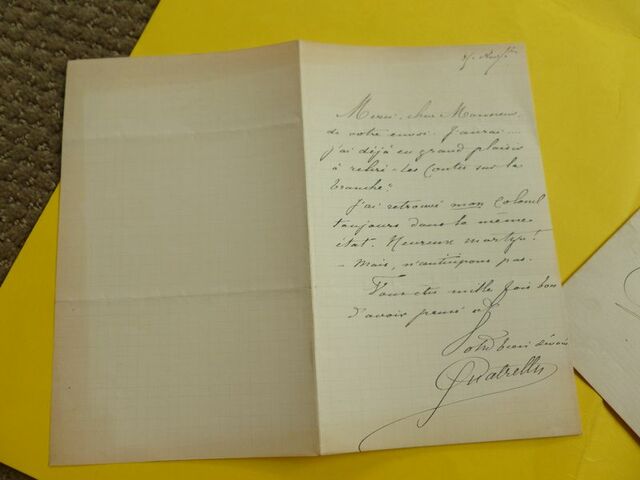 Merci, cher Monsieur,
de votre envoi. J'aurai....
j'ai déjà eu grand plaisir
à relire "les Contes sur la
branche"
J'ai retrouvé mon Colonel
toujours dans le même
état. Heureux martyr!
- Mais, n'anticipons pas.
Vous êtes mille fois bon
d'avoir pensé à
Votre bien dévoué
Quatrelles